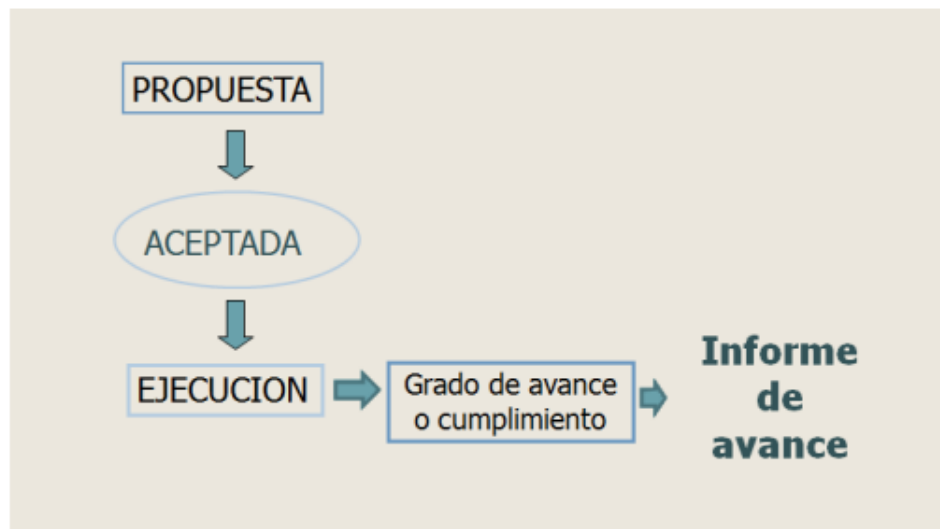 PROPUESTA
ACEPTADA
EJECUCION
Grado de avance
o cumplimiento
Informe
de
avance